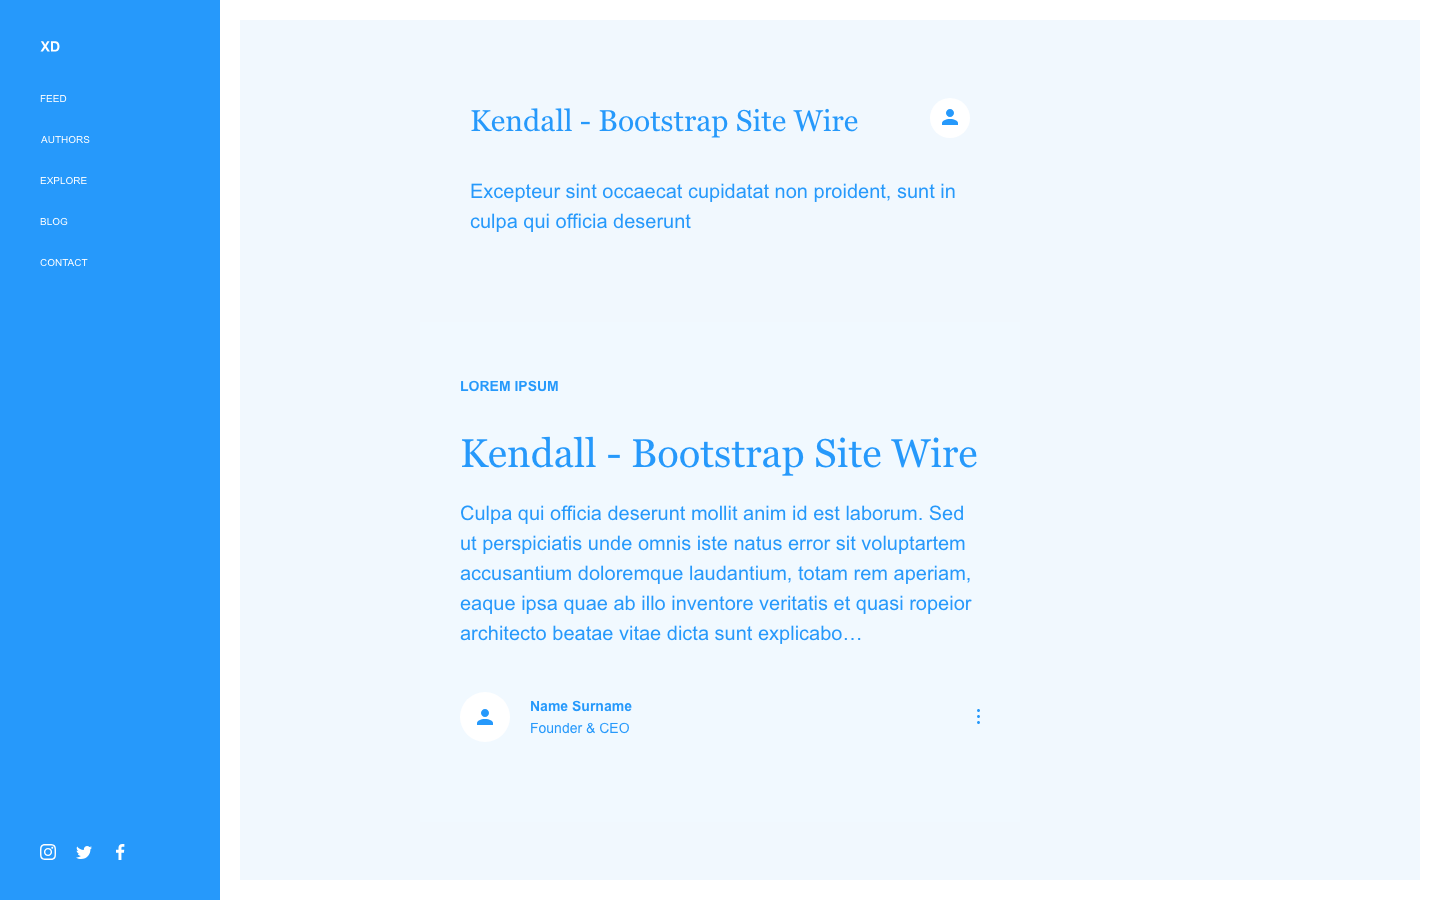 XD
FEED
AUTHORS
EXPLORE
BLOG
CONTACT
Kendall - Bootstrap Site Wire
Excepteur sint occaecat cupidatat non proident, sunt in
culpa qui officia deserunt
LOREM IPSUM
Kendall - Bootstrap Site Wire
Culpa qui officia deserunt mollit anim id est laborum. Sed
ut perspiciatis unde omnis iste natus error sit voluptartem
accusantium doloremque laudantium, totam rem aperiam,
eaque ipsa quae ab illo inventore veritatis et quasi ropeior
architecto beatae vitae dicta sunt explicabo…
Name Surname
Founder & CEO